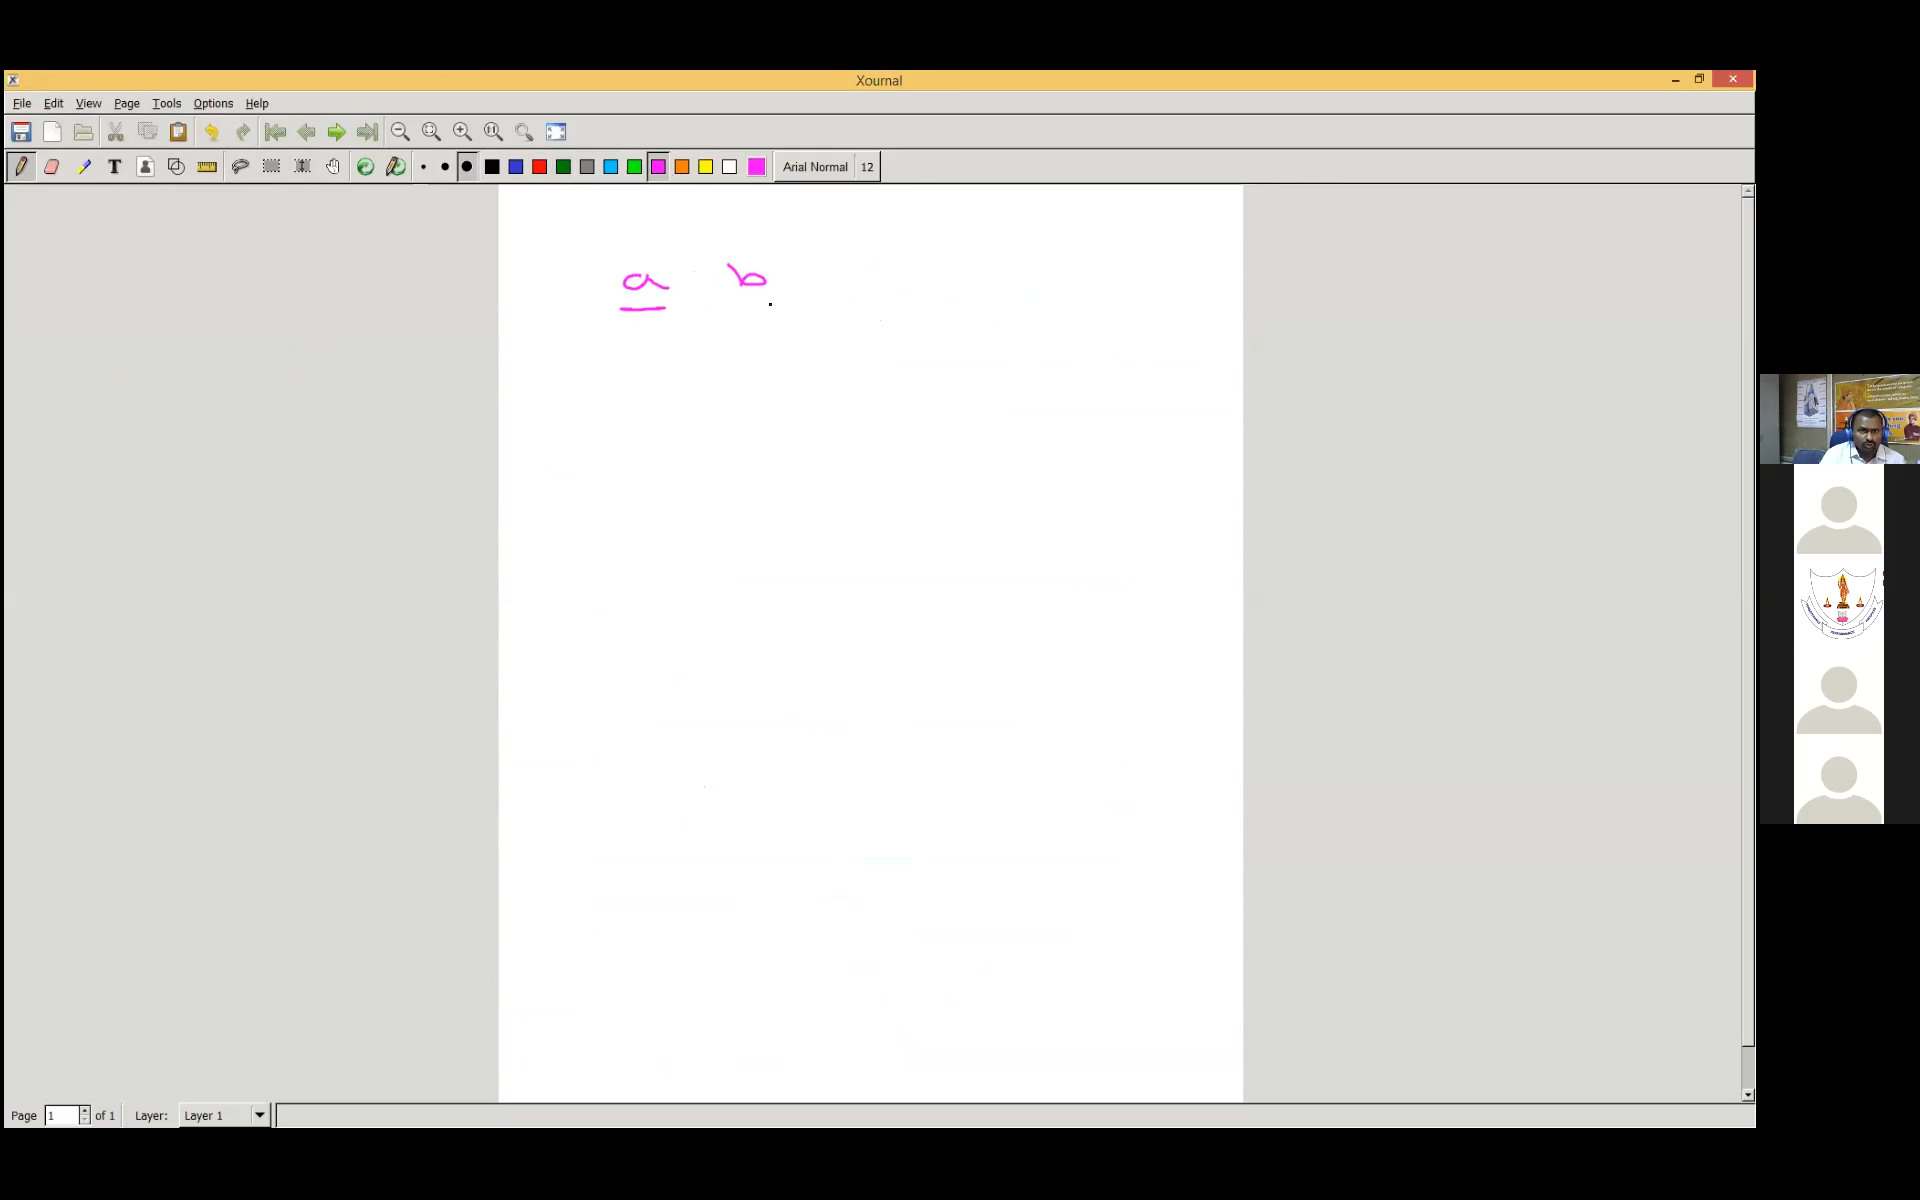 Xournal
File Edit View Page Tools Options Help
T Arial Normal 12
a b
Page 1 of 1 Layer: Layer 1